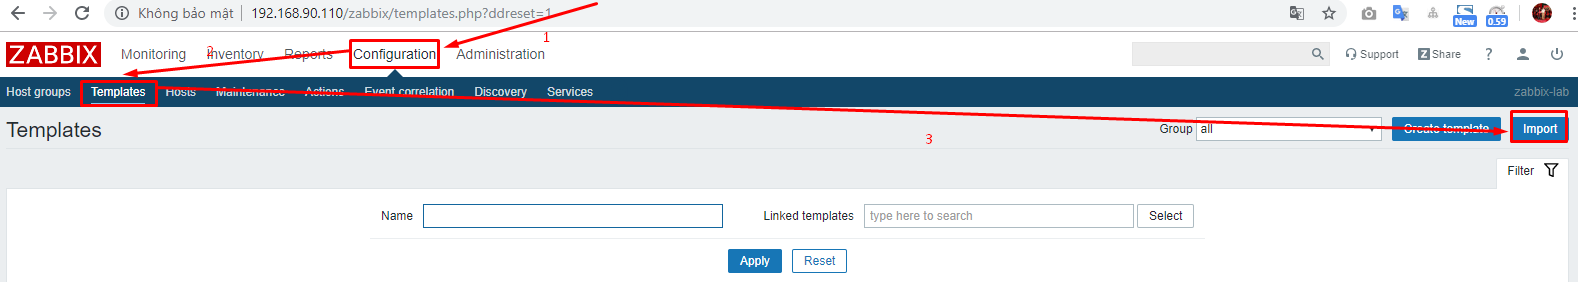 Không bảo mật | 192.168.90.110/zabbix/templates.php?ddreset=1
New 0.59
1
ZABBIX Monitoring Inventory Reports Configuration Administration Support Z Share ?
2
Host groups Templates Hosts Maintenance Actions Event correlation Discovery Services zabbix-lab
Templates Group all Create template Import
3
Filter
Name Linked templates type here to search Select
Apply Reset